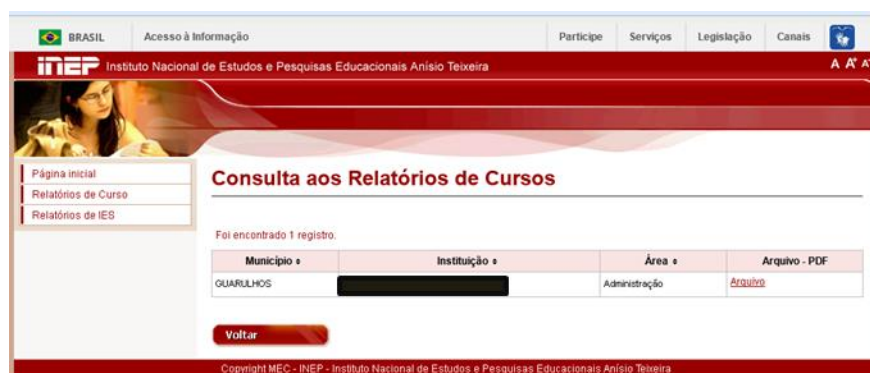 BRASIL Acesso à Informação Participe Serviços Legislação Canais
inep Instituto Nacional de Estudos e Pesquisas Educacionais Anísio Teixeira A A+ A-
Página inicial
Relatórios de Curso
Relatórios de IES
Consulta aos Relatórios de Cursos
Foi encontrado 1 registro.
Município Instituição Área Arquivo - PDF
GUARULHOS Administração Arquivo
Voltar
Copyright MEC - INEP - Instituto Nacional de Estudos e Pesquisas Educacionais Anísio Teixeira